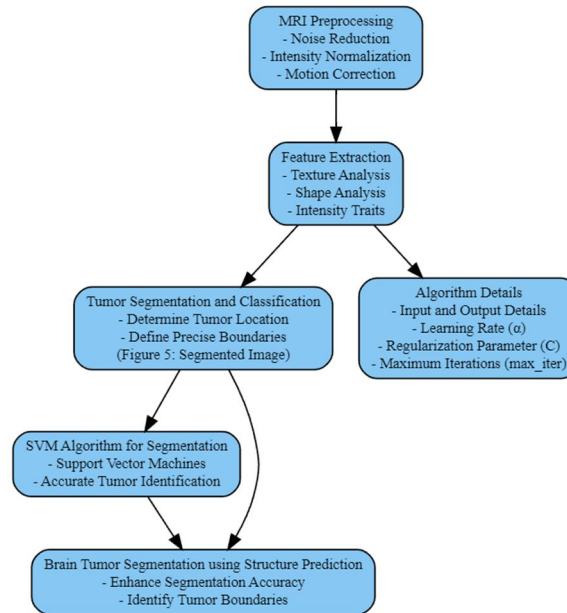 MRI Preprocessing
- Noise Reduction
- Intensity Normalization
- Motion Correction
Feature Extraction
- Texture Analysis
- Shape Analysis
- Intensity Traits
Tumor Segmentation and Classification
- Determine Tumor Location
- Define Precise Boundaries
(Figure 5: Segmented Image)
Algorithm Details
- Input and Output Details
- Learning Rate (α)
- Regularization Parameter (C)
- Maximum Iterations (max_iter)
SVM Algorithm for Segmentation
- Support Vector Machines
- Accurate Tumor Identification
Brain Tumor Segmentation using Structure Prediction
- Enhance Segmentation Accuracy
- Identify Tumor Boundaries